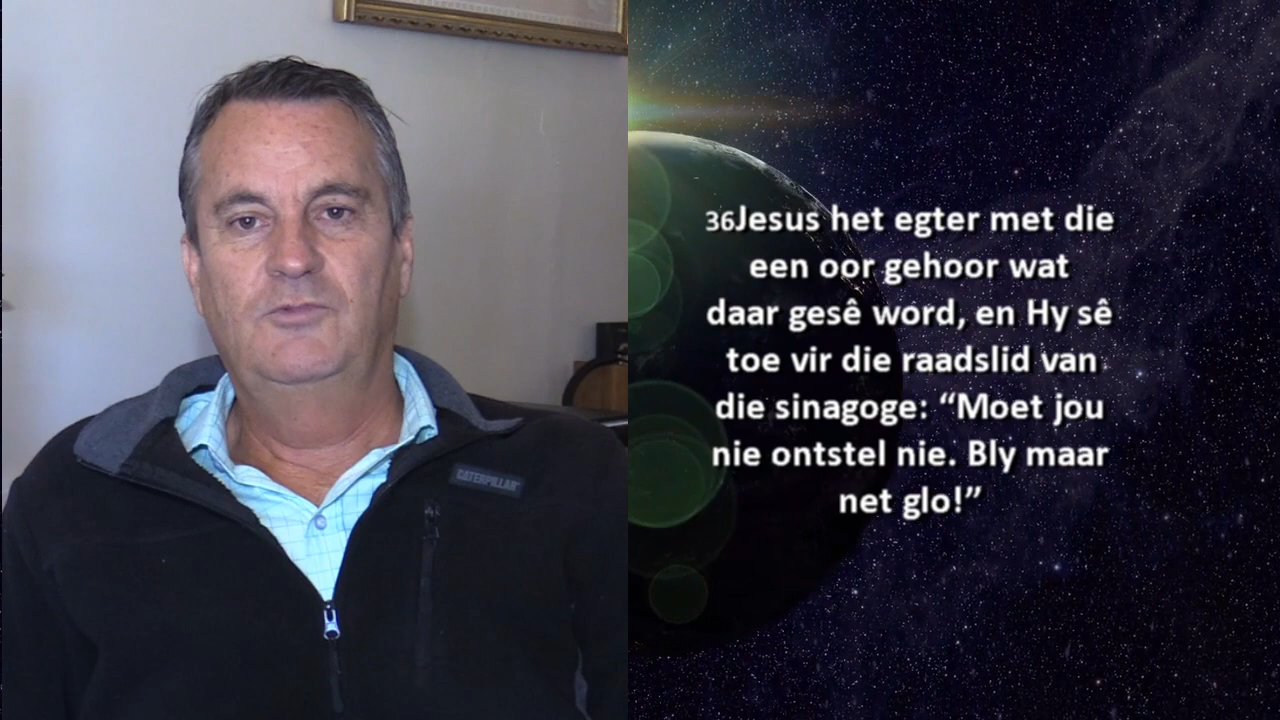 CATERPILLAR
36Jesus het egter met die
een oor gehoor wat
daar gesê word, en Hy sê
toe vir die raadslid van
die sinagoge: “Moet jou
nie ontstel nie. Bly maar
net glo!”